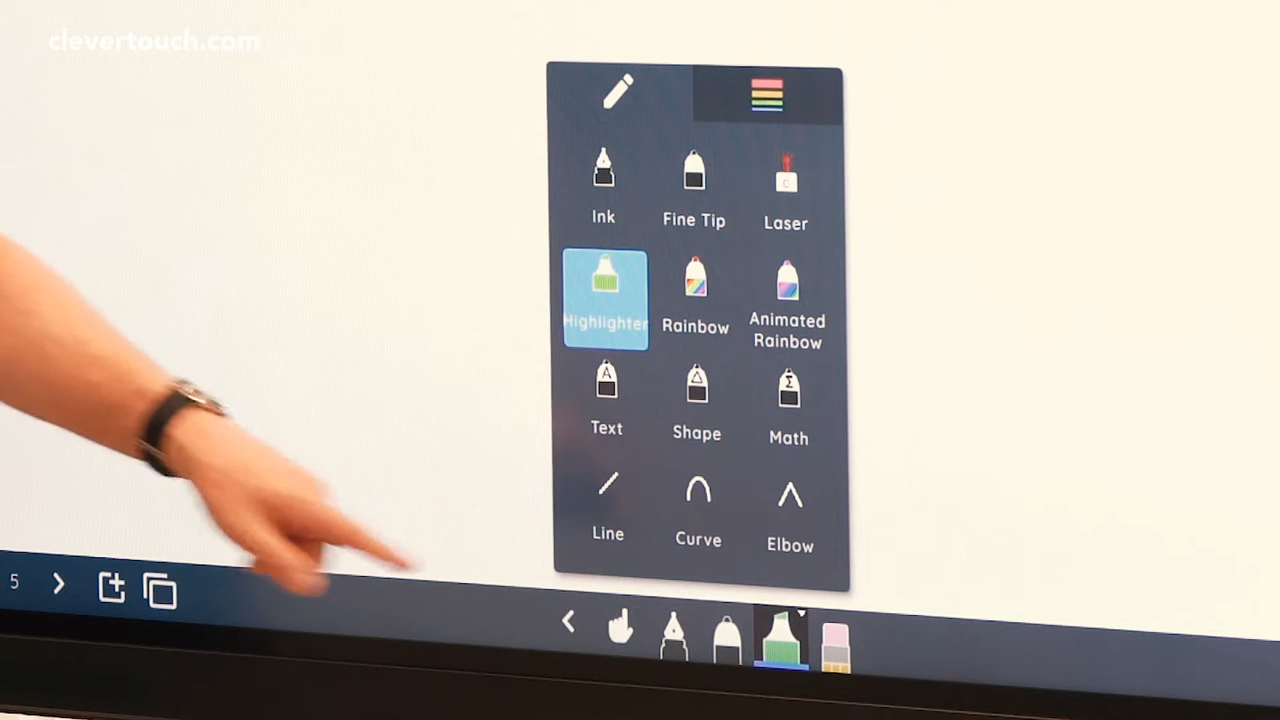 clevertouch.com
Ink
Fine Tip
Laser
Highlighter
Rainbow
Animated
Rainbow
A
Σ
Text
Shape
Math
Line
Curve
Elbow
5